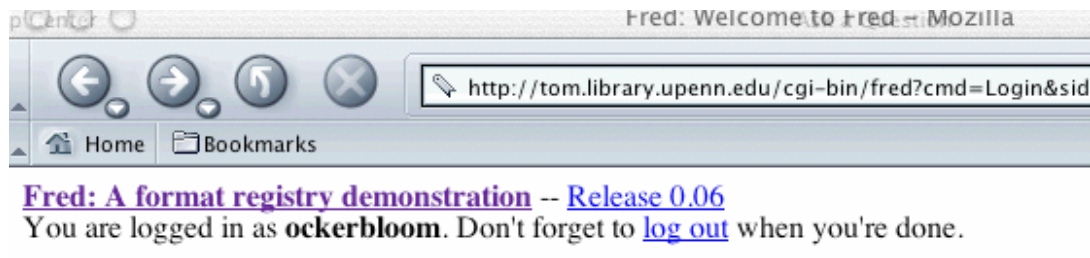 Fred: Welcome to Fred – Mozilla
http://tom.library.upenn.edu/cgi-bin/fred?cmd=Login&sid
Home Bookmarks
Fred: A format registry demonstration -- Release 0.06
You are logged in as ockerbloom. Don't forget to log out when you're done.